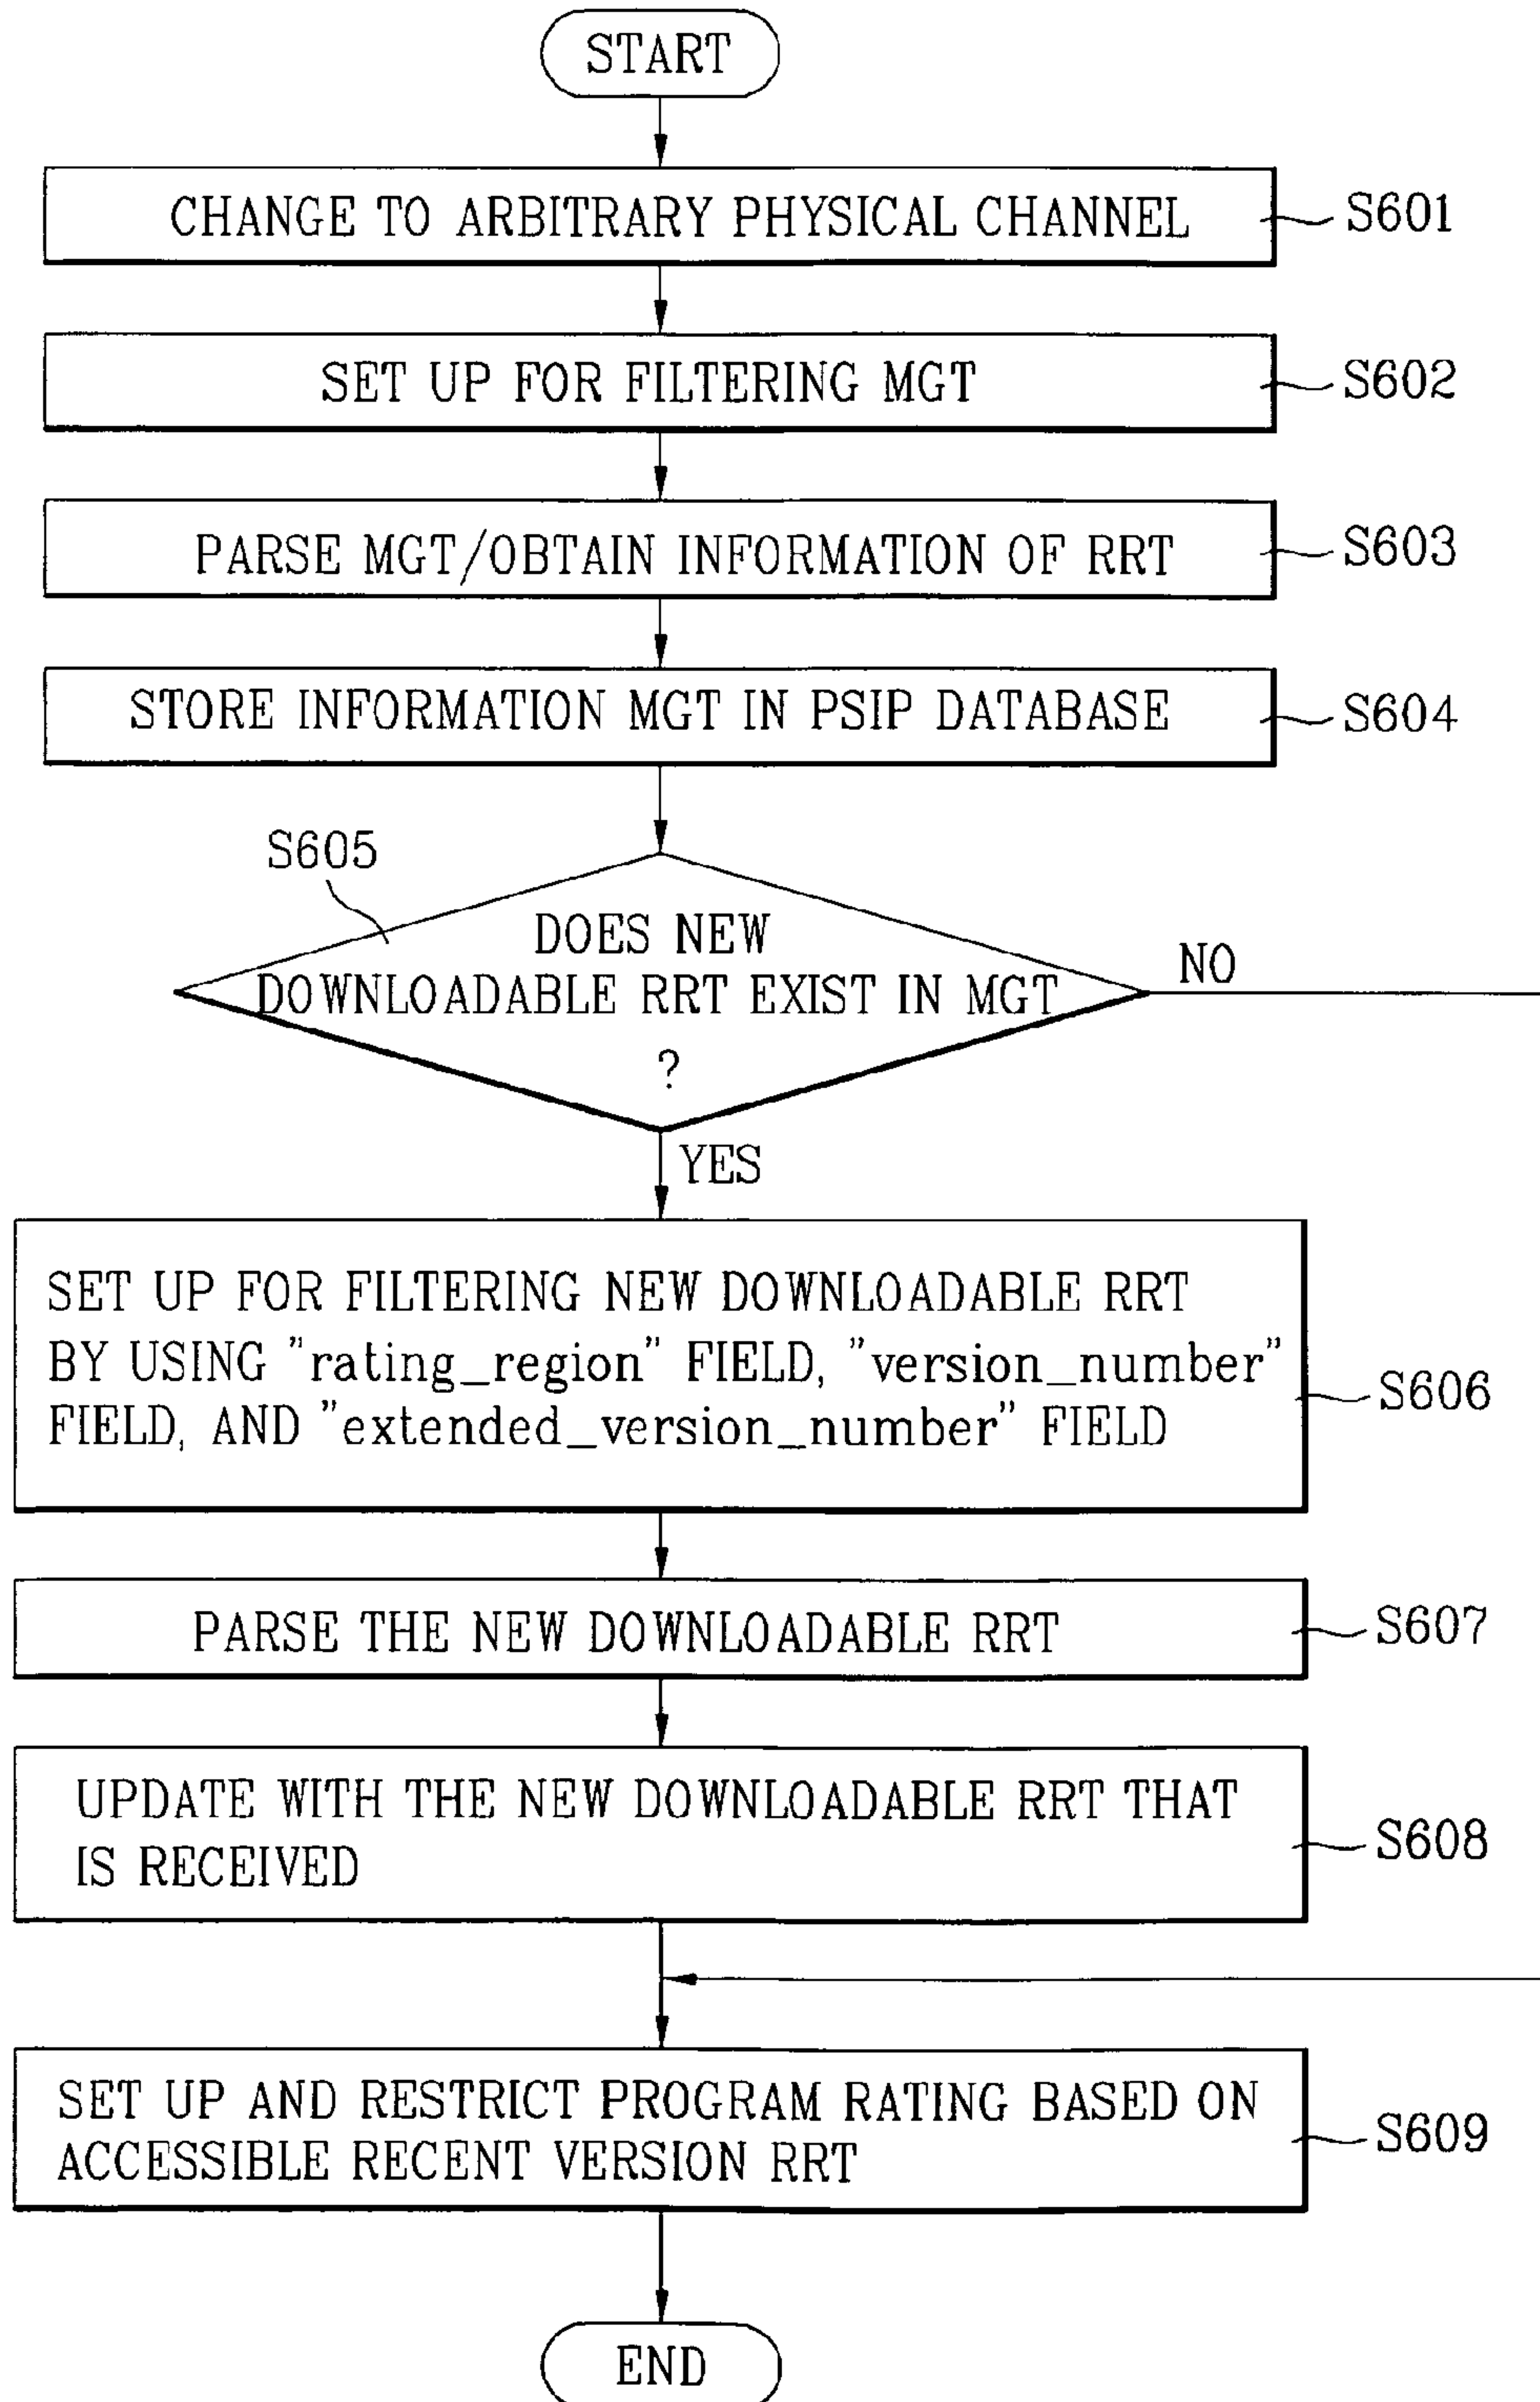 START
CHANGE TO ARBITRARY PHYSICAL CHANNEL
S601
SET UP FOR FILTERING MGT
S602
PARSE MGT/OBTAIN INFORMATION OF RRT
S603
STORE INFORMATION MGT IN PSIP DATABASE
S604
S605
DOES NEW
DOWNLOADABLE RRT EXIST IN MGT
?
NO
YES
SET UP FOR FILTERING NEW DOWNLOADABLE RRT
BY USING "rating_region" FIELD, "version_number"
FIELD, AND "extended_version_number" FIELD
S606
PARSE THE NEW DOWNLOADABLE RRT
S607
UPDATE WITH THE NEW DOWNLOADABLE RRT THAT
IS RECEIVED
S608
SET UP AND RESTRICT PROGRAM RATING BASED ON
ACCESSIBLE RECENT VERSION RRT
S609
END